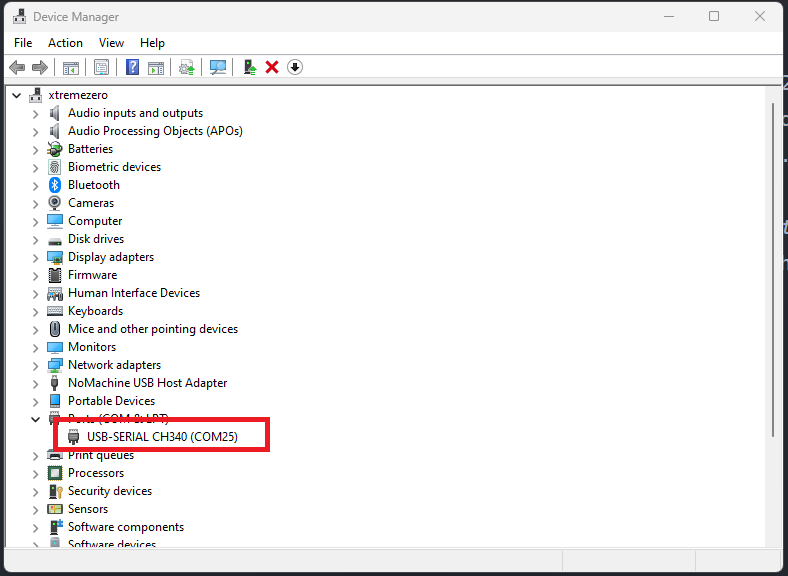 Device Manager
File Action View Help
xtremezero
Audio inputs and outputs
Audio Processing Objects (APOs)
Batteries
Biometric devices
Bluetooth
Cameras
Computer
Disk drives
Display adapters
Firmware
Human Interface Devices
Keyboards
Mice and other pointing devices
Monitors
Network adapters
NoMachine USB Host Adapter
Portable Devices
Ports (COM & LPT)
USB-SERIAL CH340 (COM25)
Print queues
Processors
Security devices
Sensors
Software components
Software devices